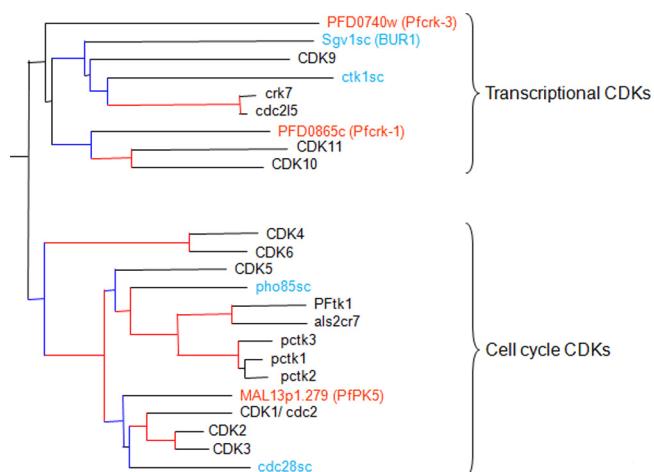 PFD0740w (Pfcrk-3)
Sgv1sc (BUR1)
CDK9
ctk1sc
crk7
cdc2l5
PFD0865c (Pfcrk-1)
CDK11
CDK10
Transcriptional CDKs
CDK4
CDK6
CDK5
pho85sc
PFtk1
als2cr7
pctk3
pctk1
pctk2
MAL13p1.279 (PfPK5)
CDK1/ cdc2
CDK2
CDK3
cdc28sc
Cell cycle CDKs